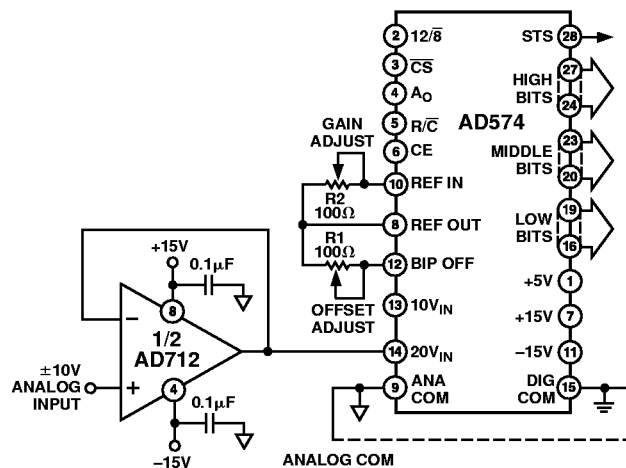 2 12/8̅ STS 28
3 C̅S̅ 27
HIGH
BITS
4 AO 24
5 R/C̅ AD574
GAIN
ADJUST
6 CE 23
MIDDLE
BITS
10 REF IN 20
R2
100Ω
8 REF OUT 19
LOW
BITS
R1
100Ω
12 BIP OFF 16
+5V 1
OFFSET
ADJUST
13 10VIN
+15V 7
14 20VIN -15V 11
9 ANA
COM
DIG
COM 15
+15V
0.1μF
8
−
1/2
AD712
±10V
ANALOG
INPUT
+
4
0.1μF
–15V
ANALOG COM